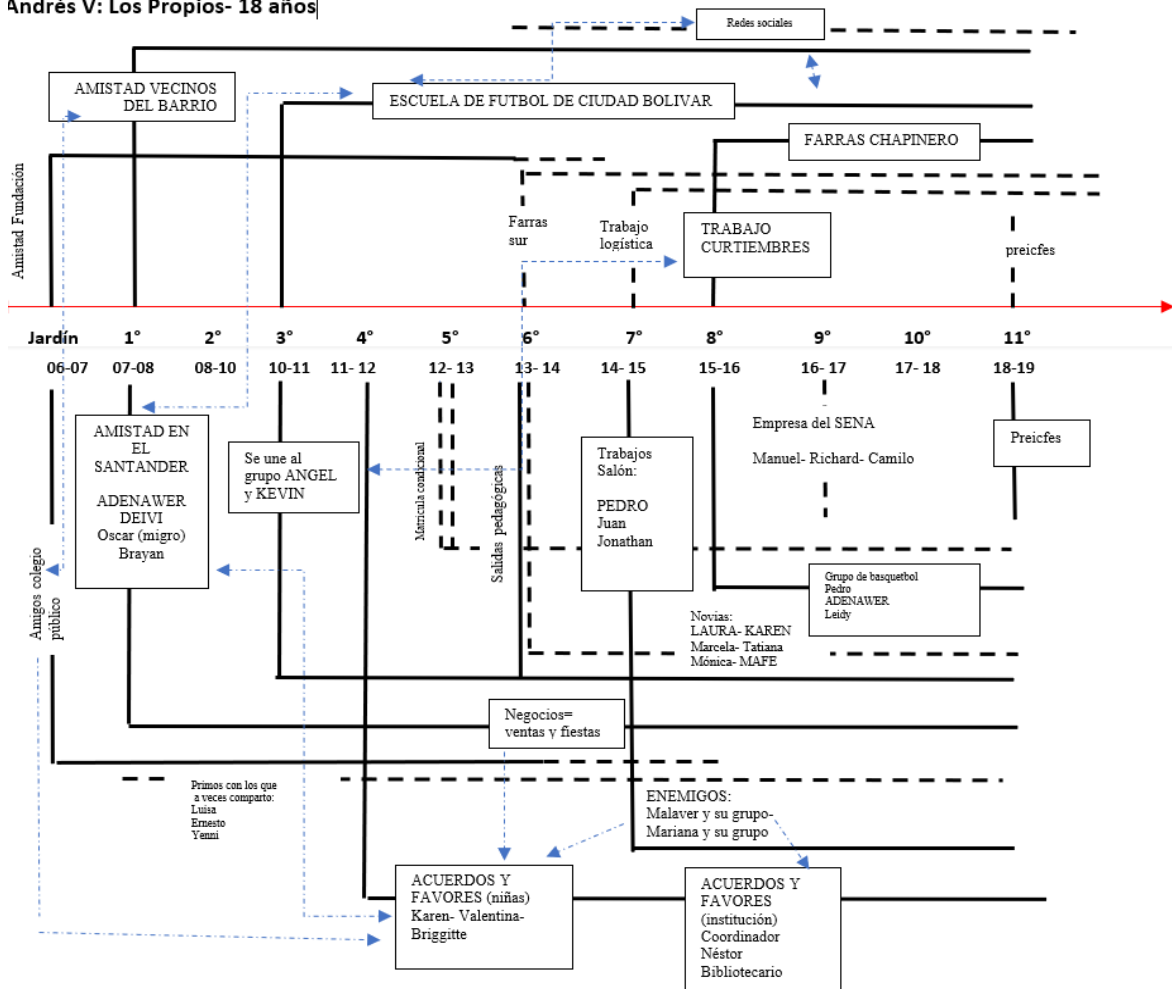 Andrés V: Los Propios- 18 años
Redes sociales
AMISTAD VECINOS
DEL BARRIO
ESCUELA DE FUTBOL DE CIUDAD BOLIVAR
FARRAS CHAPINERO
Amistad Fundación
Farras
sur
Trabajo
logística
TRABAJO
CURTIEMBRES
preicfes
Jardín 1° 2° 3° 4° 5° 6° 7° 8° 9° 10° 11°
06-07 07-08 08-10 10-11 11- 12 12- 13 13- 14 14- 15 15-16 16- 17 17- 18 18-19
AMISTAD EN
EL
SANTANDER
ADENAWER
DEIVI
Oscar (migro)
Brayan
Se une al
grupo ANGEL
y KEVIN
Matricula condicional
Salidas pedagógicas
Trabajos
Salón:
PEDRO
Juan
Jonathan
Empresa del SENA
Manuel- Richard- Camilo
Preicfes
Amigos colegio
público
Grupo de basquetbol
Pedro
ADENAWER
Leidy
Novias:
LAURA- KAREN
Marcela- Tatiana
Mónica- MAFE
Negocios=
ventas y fiestas
Primos con los que
a veces comparto:
Luisa
Ernesto
Yenni
ENEMIGOS:
Malaver y su grupo-
Mariana y su grupo
ACUERDOS Y
FAVORES (niñas)
Karen- Valentina-
Briggitte
ACUERDOS Y
FAVORES
(institución)
Coordinador
Néstor
Bibliotecario